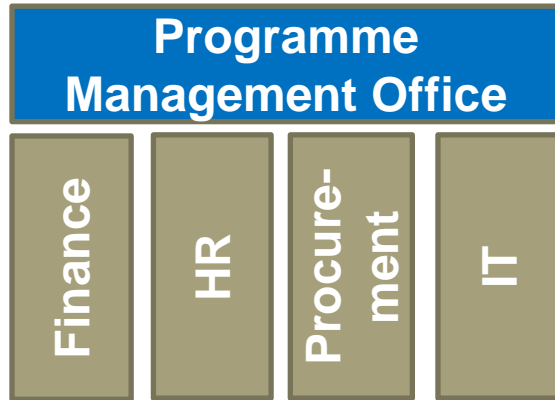 Programme
Management Office
Finance
HR
Procure-
ment
IT